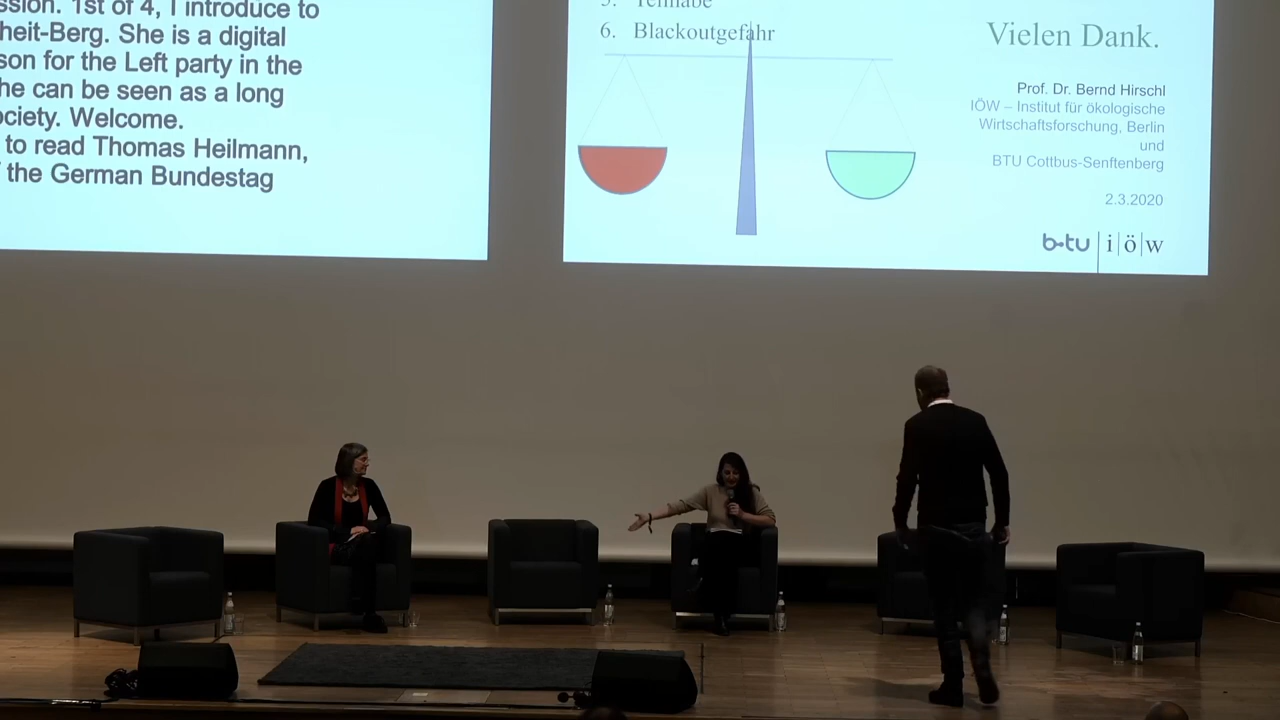 ssion. 1st of 4, I introduce to
heit-Berg. She is a digital
son for the Left party in the
he can be seen as a long
ociety. Welcome.
to read Thomas Heilmann,
f the German Bundestag
5. Teilhabe
6. Blackoutgefahr
Vielen Dank.
Prof. Dr. Bernd Hirschl
IÖW – Institut für ökologische
Wirtschaftsforschung, Berlin
und
BTU Cottbus-Senftenberg
2.3.2020
b-tu
i|ö|w